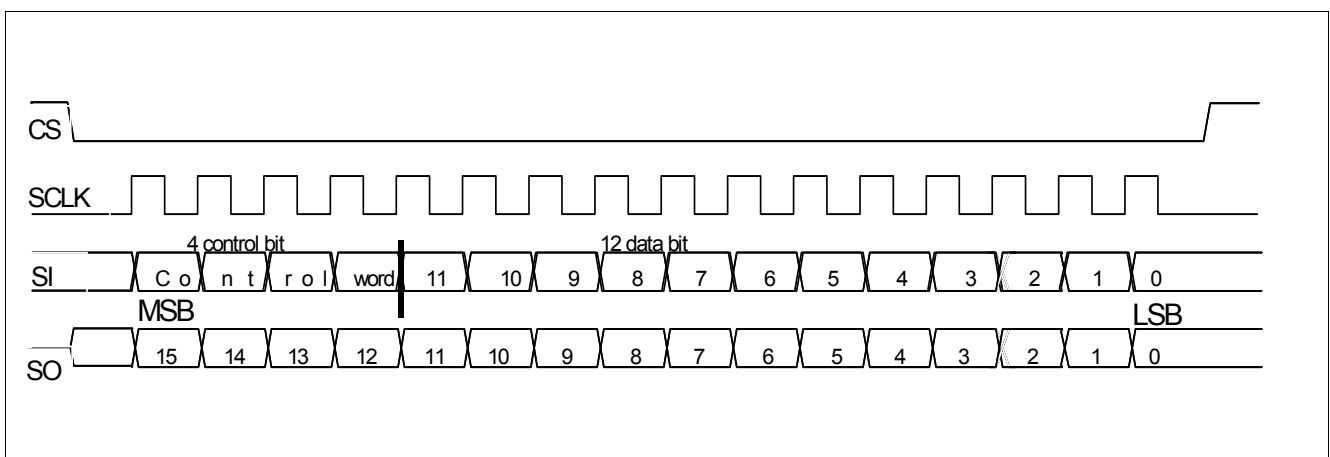 CS
SCLK
4 control bit 12 data bit
SI C o n t r o l word 11 10 9 8 7 6 5 4 3 2 1 0
MSB LSB
SO 15 14 13 12 11 10 9 8 7 6 5 4 3 2 1 0